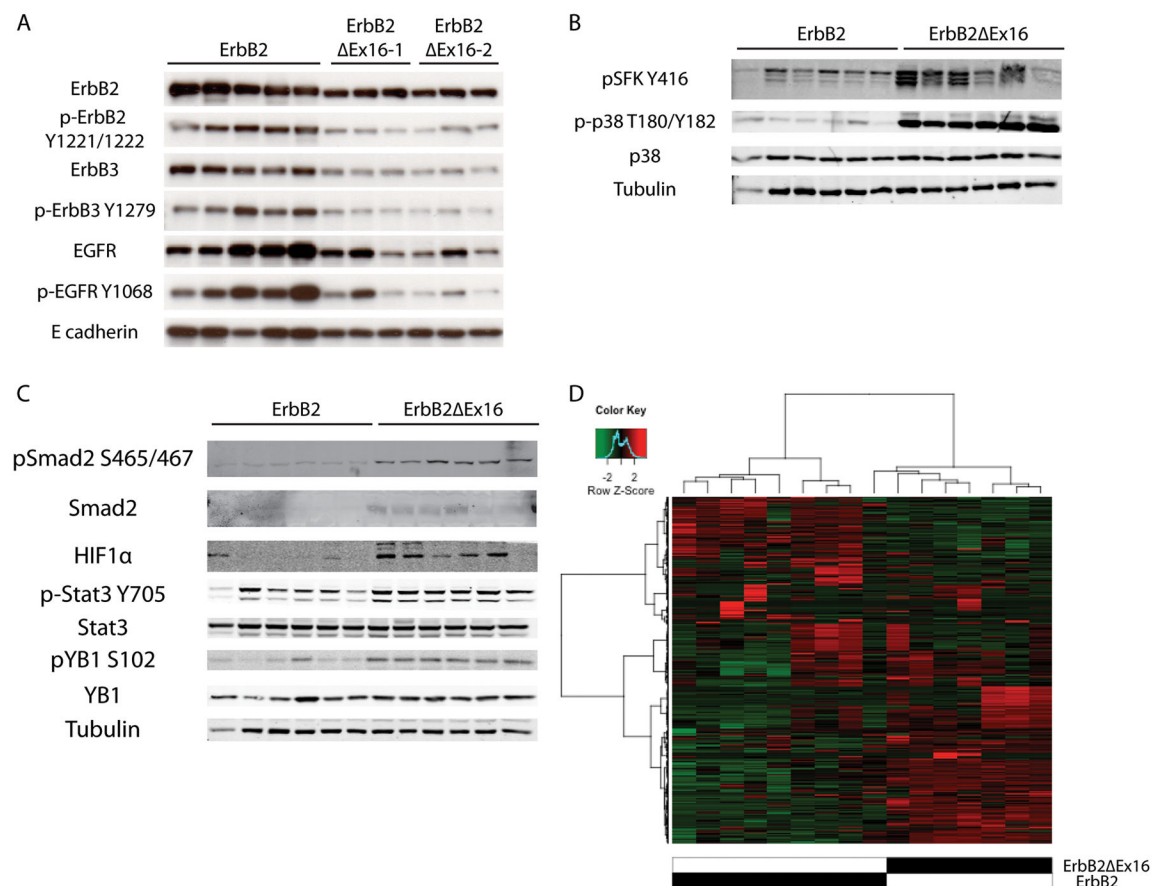 A
ErbB2
ErbB2
ΔEx16-1
ErbB2
ΔEx16-2
ErbB2
p-ErbB2
Y1221/1222
ErbB3
p-ErbB3 Y1279
EGFR
p-EGFR Y1068
E cadherin
B
ErbB2
ErbB2ΔEx16
pSFK Y416
p-p38 T180/Y182
p38
Tubulin
C
ErbB2
ErbB2ΔEx16
pSmad2 S465/467
Smad2
HIF1α
p-Stat3 Y705
Stat3
pYB1 S102
YB1
Tubulin
D
Color Key
-2 2
Row Z-Score
ErbB2ΔEx16
ErbB2